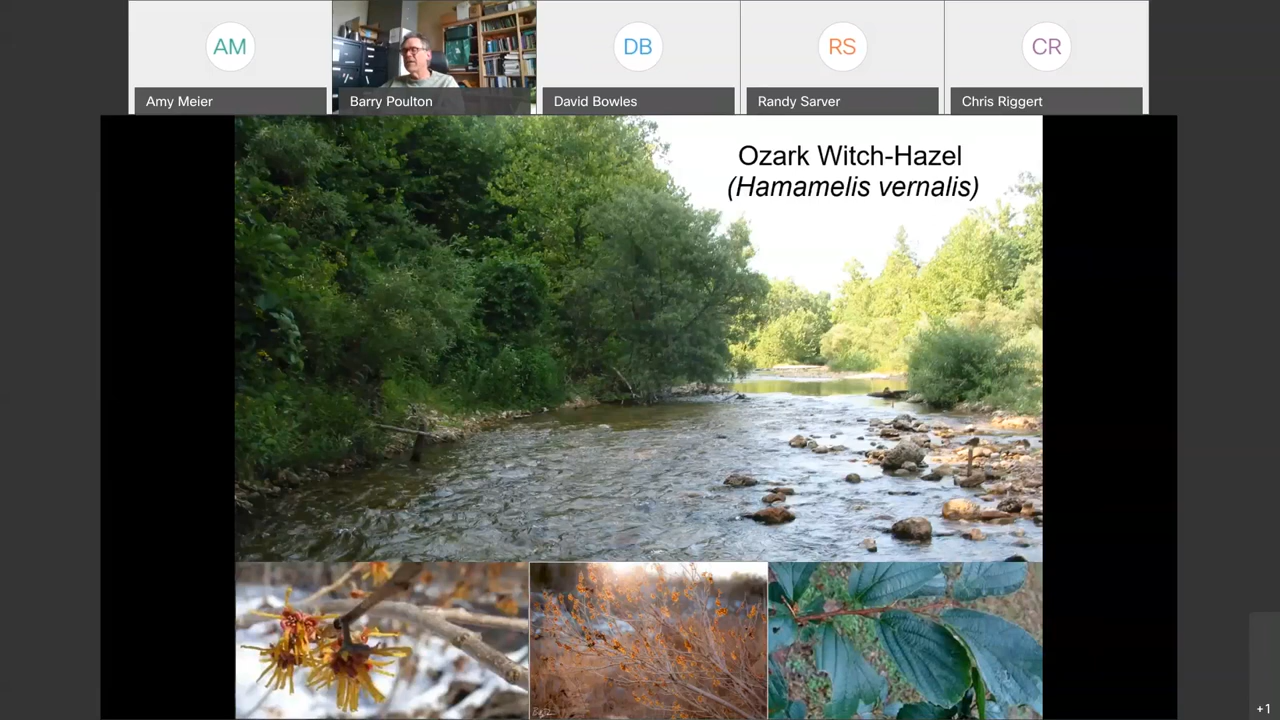 AM
DB
RS
CR
Amy Meier
Barry Poulton
David Bowles
Randy Sarver
Chris Riggert
Ozark Witch-Hazel
(Hamamelis vernalis)
+1